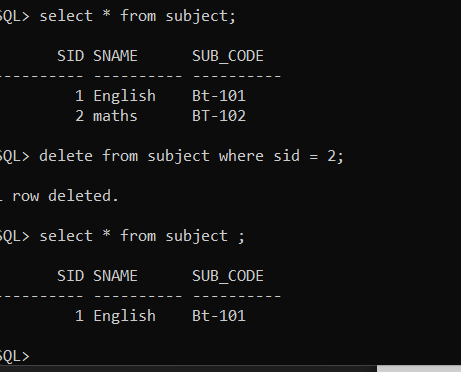 SQL> select * from subject;
SID SNAME SUB_CODE
---------- ---------- ----------
1 English Bt-101
2 maths BT-102
SQL> delete from subject where sid = 2;
1 row deleted.
SQL> select * from subject ;
SID SNAME SUB_CODE
---------- ---------- ----------
1 English Bt-101
SQL>